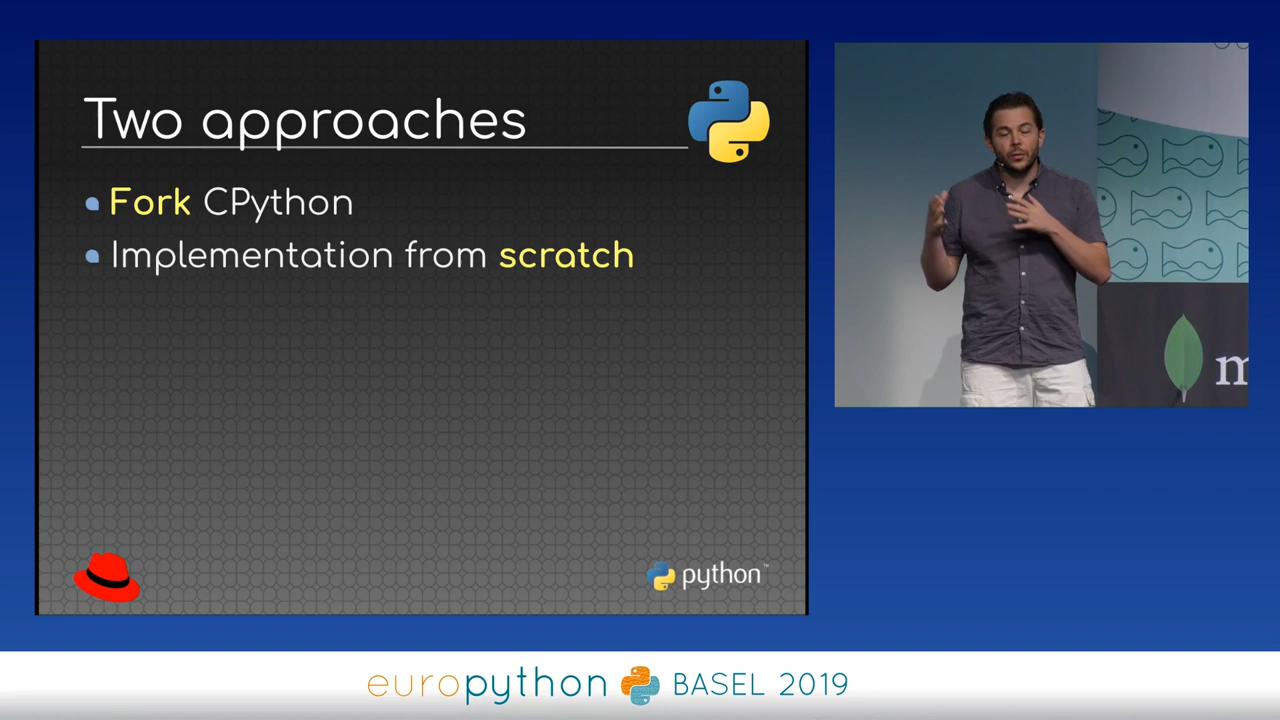 Two approaches
Fork CPython
Implementation from scratch
python™
m
europython BASEL 2019